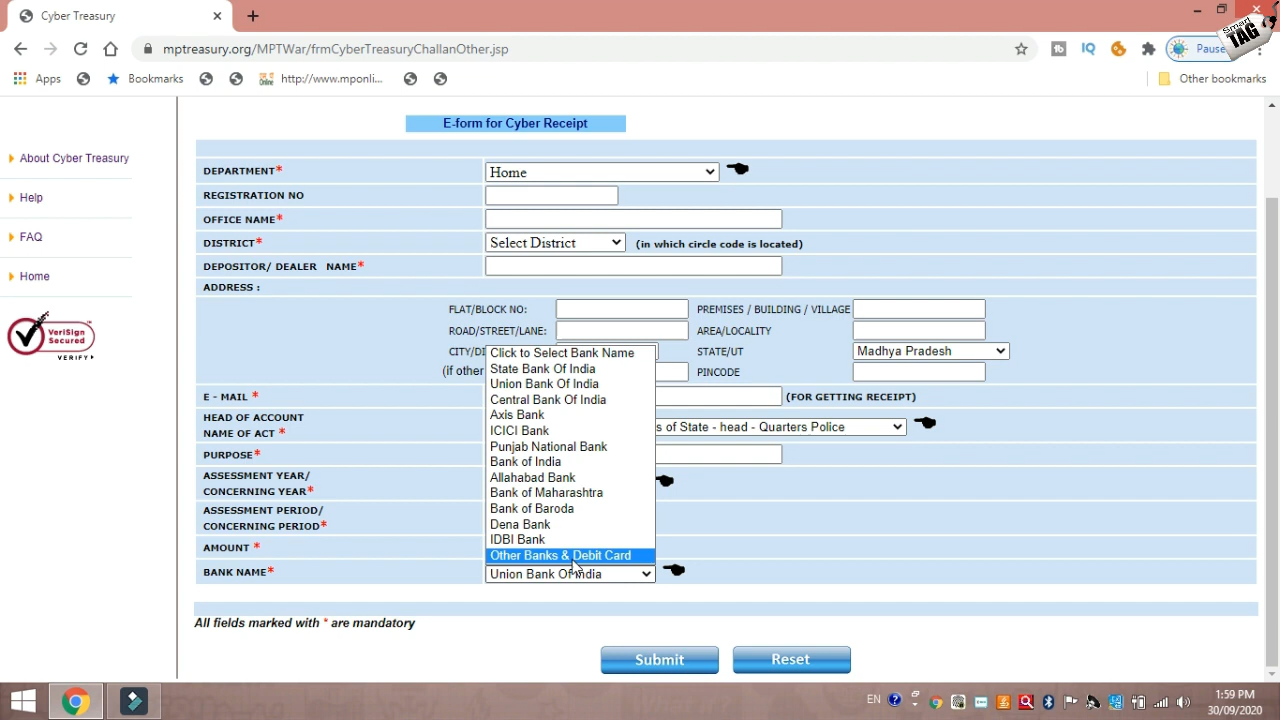 Cyber Treasury
Smart
TAG
mptreasury.org/MPTWar/frmCyberTreasuryChallanOther.jsp
Apps
Bookmarks
http://www.mponli...
Other bookmarks
IQ
Pause
E-form for Cyber Receipt
About Cyber Treasury
Help
FAQ
Home
VeriSign
Secured
VERIFY
DEPARTMENT*
Home
REGISTRATION NO
OFFICE NAME*
DISTRICT*
Select District
(in which circle code is located)
DEPOSITOR/ DEALER NAME*
ADDRESS :
FLAT/BLOCK NO:
PREMISES / BUILDING / VILLAGE
ROAD/STREET/LANE:
AREA/LOCALITY
CITY/DI
STATE/UT
Madhya Pradesh
(if other
PINCODE
E - MAIL *
(FOR GETTING RECEIPT)
HEAD OF ACCOUNT
NAME OF ACT *
s of State - head - Quarters Police
PURPOSE*
ASSESSMENT YEAR/
CONCERNING YEAR*
ASSESSMENT PERIOD/
CONCERNING PERIOD*
AMOUNT *
BANK NAME*
Click to Select Bank Name
State Bank Of India
Union Bank Of India
Central Bank Of India
Axis Bank
ICICI Bank
Punjab National Bank
Bank of India
Allahabad Bank
Bank of Maharashtra
Bank of Baroda
Dena Bank
IDBI Bank
Other Banks & Debit Card
Union Bank Of India
All fields marked with * are mandatory
Submit
Reset
EN
1:59 PM
30/09/2020